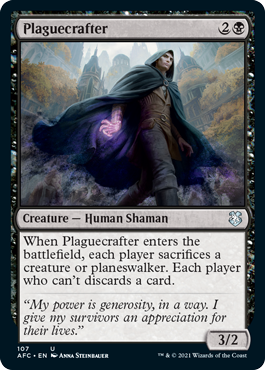 Plaguecrafter 2
Creature — Human Shaman
When Plaguecrafter enters the
battlefield, each player sacrifices a
creature or planeswalker. Each player
who can't discards a card.
“My power is generosity, in a way. I
give my survivors an appreciation for
their lives.”
3/2
107 U
AFC • EN Anna Steinbauer ™ & © 2021 Wizards of the Coast